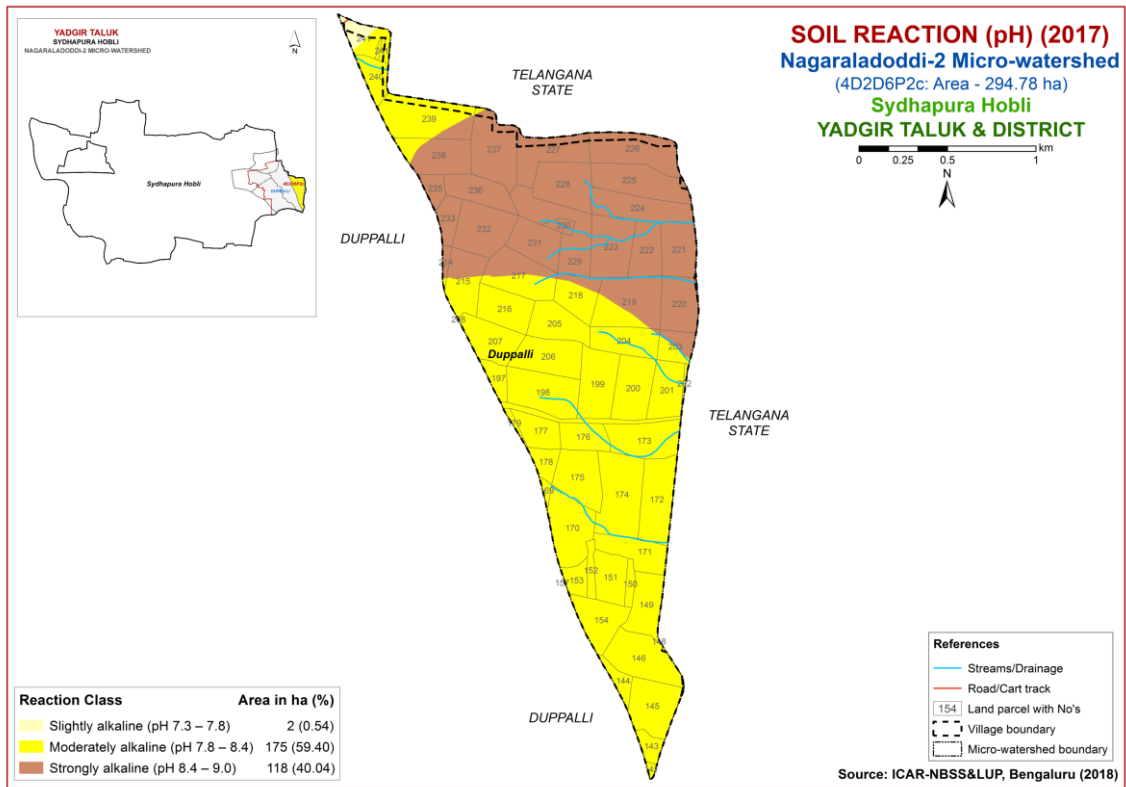 YADGIR TALUK
SYDHAPURA HOBLI
NAGARALADODDI-2 MICRO-WATERSHED
N
Sydhapura Hobli
4D2D6P2c
DUPPALLI
SOIL REACTION (pH) (2017)
Nagaraladoddi-2 Micro-watershed
(4D2D6P2c: Area - 294.78 ha)
Sydhapura Hobli
YADGIR TALUK & DISTRICT
km
0 0.25 0.5 1
N
TELANGANA
STATE
240
239
238 237 227 226
228 225
235 236 224
233 232 230
231 223 222 221
229
214
215 217
218 219 220
216
205
208
207 204 203
Duppalli
206
197 199 200 201 202
198
TELANGANA
STATE
DUPPALLI
179 177 176 173
178
175
174 172
170
171
152 151 150
153
149
154
148
146
144
145
143
DUPPALLI
Reaction Class Area in ha (%)
Slightly alkaline (pH 7.3 – 7.8) 2 (0.54)
Moderately alkaline (pH 7.8 – 8.4) 175 (59.40)
Strongly alkaline (pH 8.4 – 9.0) 118 (40.04)
References
Streams/Drainage
Road/Cart track
154 Land parcel with No's
Village boundary
Micro-watershed boundary
Source: ICAR-NBSS&LUP, Bengaluru (2018)